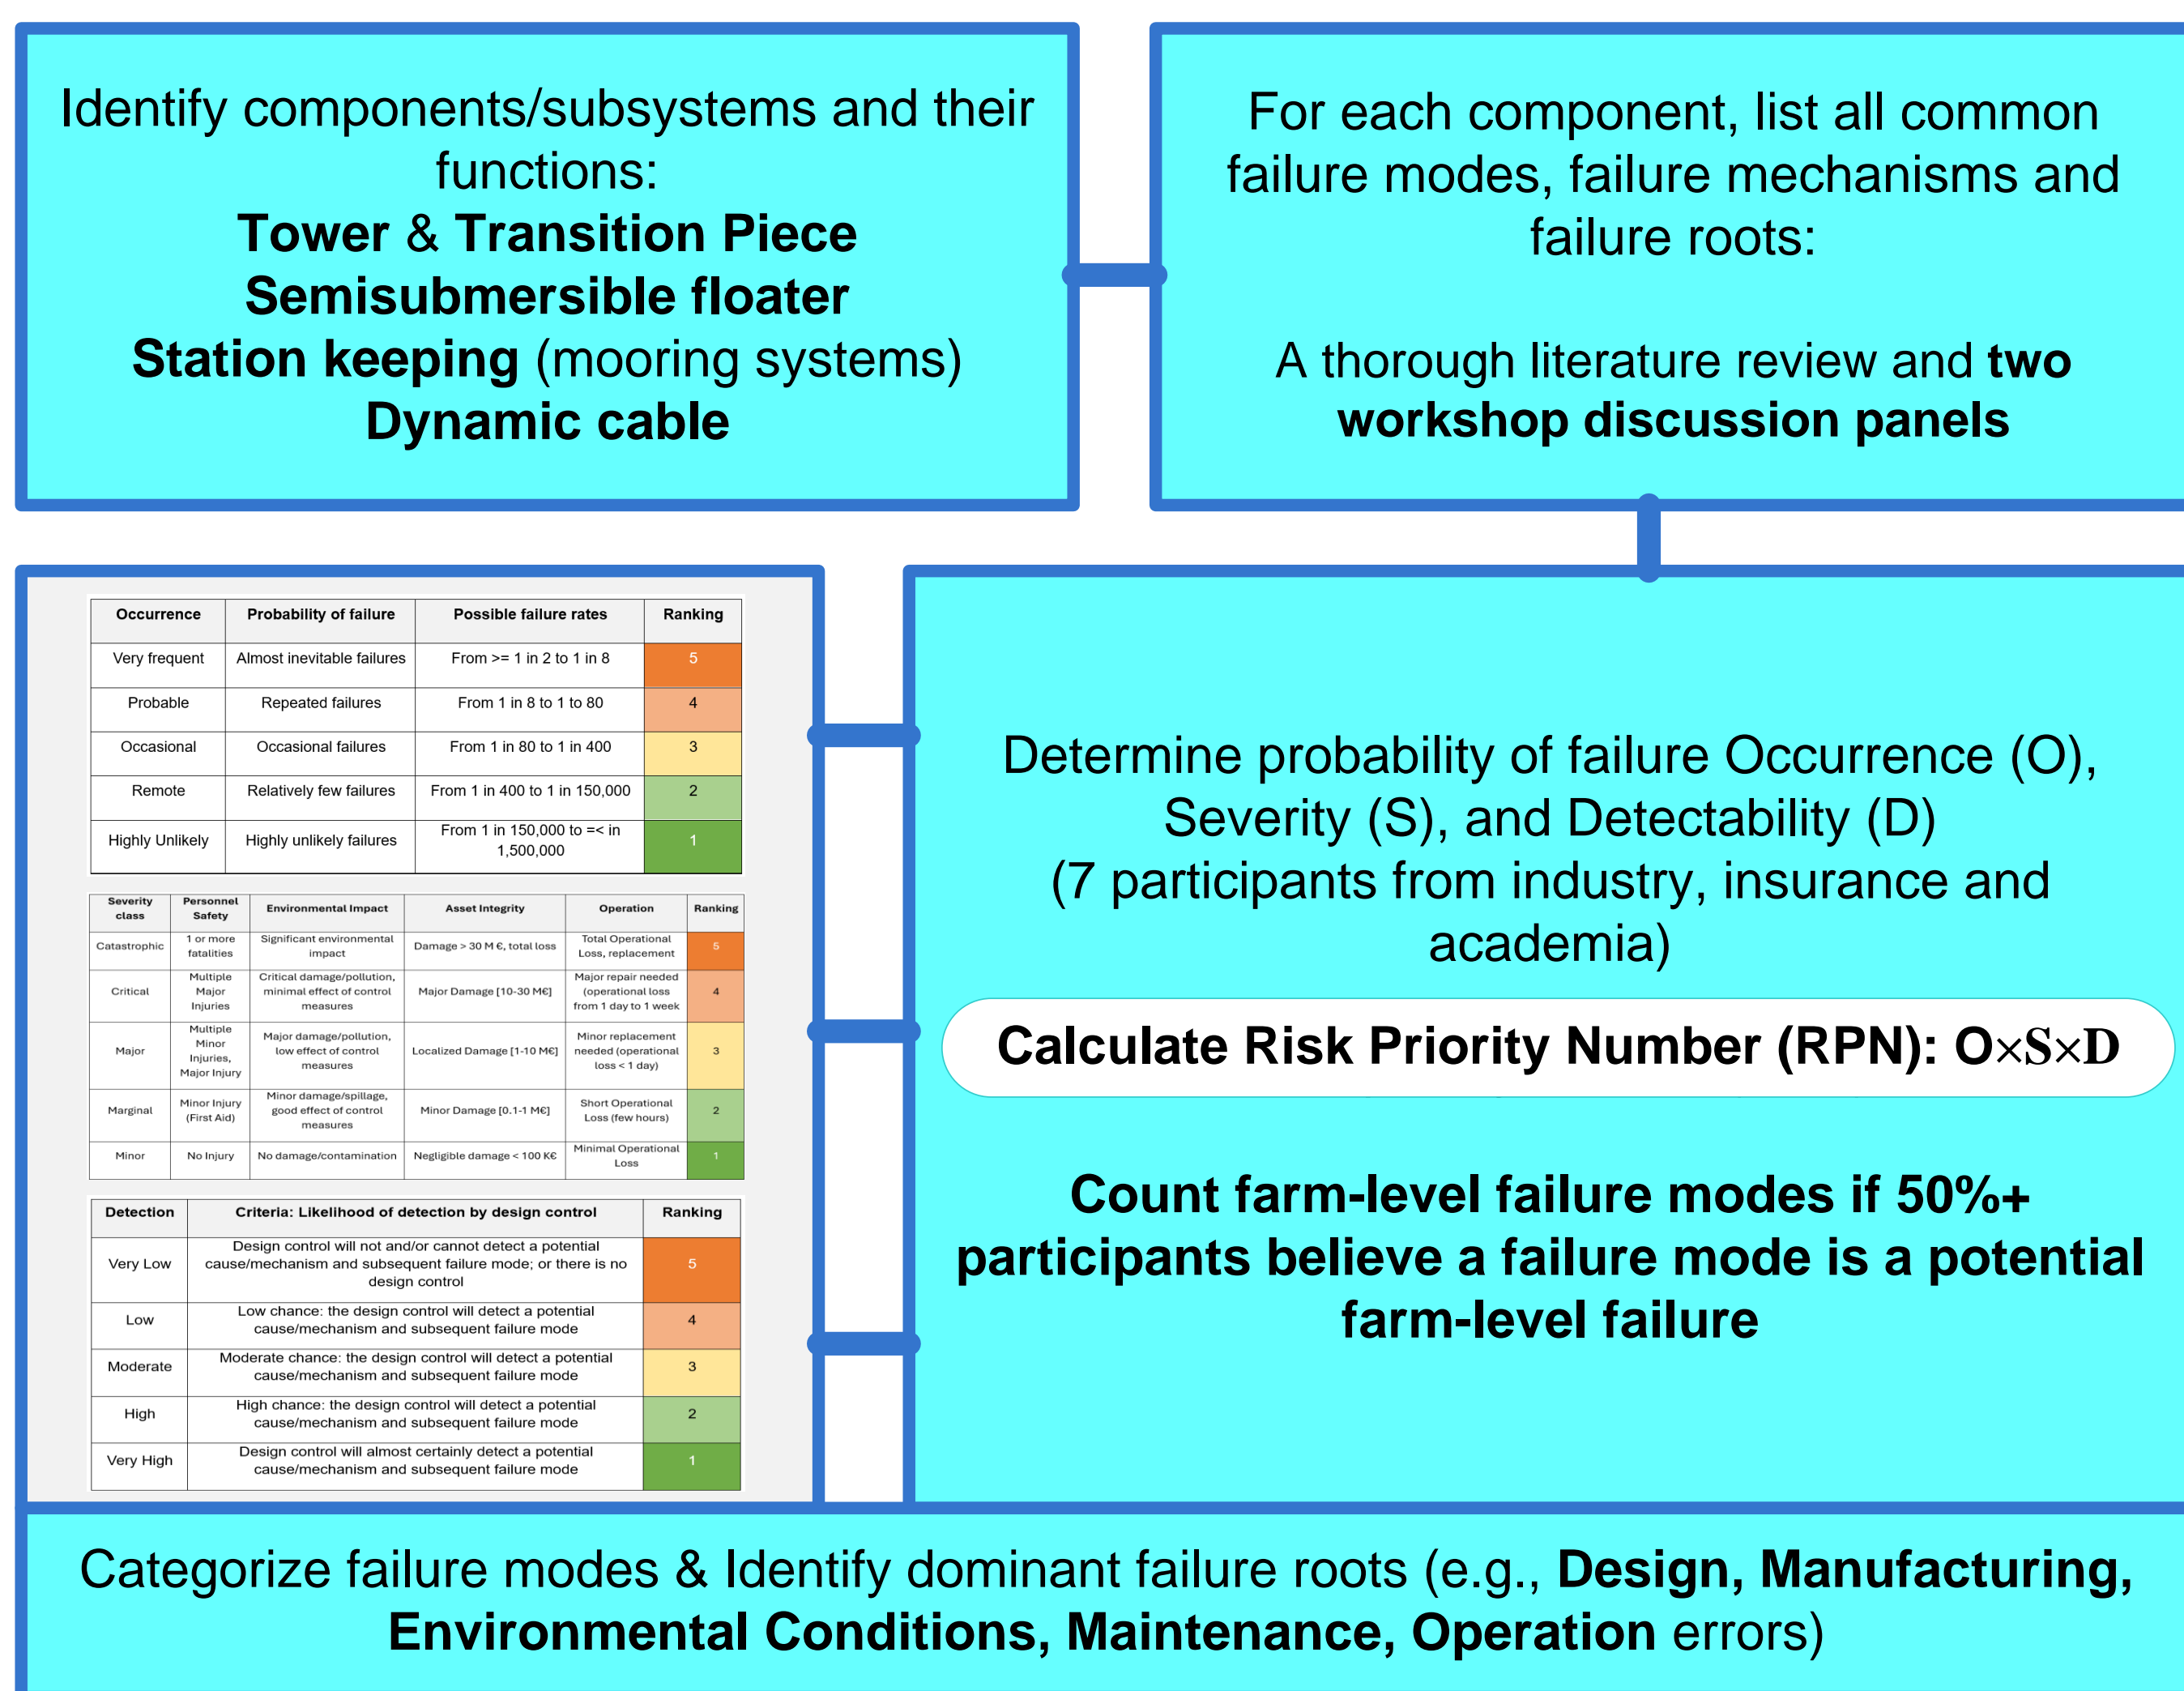 Identify components/subsystems and their
functions:
Tower & Transition Piece
Semisubmersible floater
Station keeping (mooring systems)
Dynamic cable
For each component, list all common
failure modes, failure mechanisms and
failure roots:
A thorough literature review and two
workshop discussion panels
Occurrence Probability of failure Possible failure rates Ranking
Very frequent Almost inevitable failures From >= 1 in 2 to 1 in 8 5
Probable Repeated failures From 1 in 8 to 1 to 80 4
Occasional Occasional failures From 1 in 80 to 1 in 400 3
Remote Relatively few failures From 1 in 400 to 1 in 150,000 2
Highly Unlikely Highly unlikely failures From 1 in 150,000 to =< in
1,500,000 1
Severity
class
Personnel
Safety
Environmental Impact Asset Integrity Operation Ranking
Catastrophic
1 or more
fatalities
Significant environmental
impact
Damage > 30 M €, total loss
Total Operational
Loss, replacement
5
Critical
Multiple
Major
Injuries
Critical damage/pollution,
minimal effect of control
measures
Major Damage [10-30 M€]
Major repair needed
(operational loss
from 1 day to 1 week
4
Major
Multiple
Minor
Injuries,
Major Injury
Major damage/pollution,
low effect of control
measures
Localized Damage [1-10 M€]
Minor replacement
needed (operational
loss < 1 day)
3
Marginal
Minor Injury
(First Aid)
Minor damage/spillage,
good effect of control
measures
Minor Damage [0.1-1 M€]
Short Operational
Loss (few hours)
2
Minor
No Injury
No damage/contamination
Negligible damage < 100 K€
Minimal Operational
Loss
1
Detection Criteria: Likelihood of detection by design control Ranking
Very Low
Design control will not and/or cannot detect a potential
cause/mechanism and subsequent failure mode; or there is no
design control
5
Low
Low chance: the design control will detect a potential
cause/mechanism and subsequent failure mode
4
Moderate
Moderate chance: the design control will detect a potential
cause/mechanism and subsequent failure mode
3
High
High chance: the design control will detect a potential
cause/mechanism and subsequent failure mode
2
Very High
Design control will almost certainly detect a potential
cause/mechanism and subsequent failure mode
1
Determine probability of failure Occurrence (O),
Severity (S), and Detectability (D)
(7 participants from industry, insurance and
academia)
Calculate Risk Priority Number (RPN): O×S×D
Count farm-level failure modes if 50%+
participants believe a failure mode is a potential
farm-level failure
Categorize failure modes & Identify dominant failure roots (e.g., Design, Manufacturing,
Environmental Conditions, Maintenance, Operation errors)